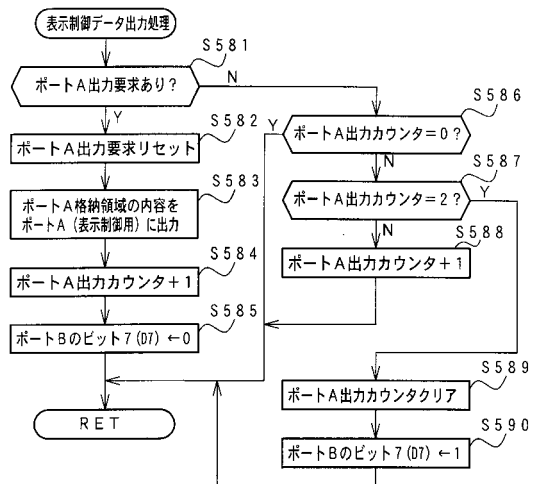 表示制御データ出力処理
S581
ポートA出力要求あり？
N
Y
S582
ポートA出力要求リセット
S583
ポートA格納領域の内容を
ポートA（表示制御用）に出力
S584
ポートA出力カウンタ＋1
S585
ポートBのビット7(D7)←0
RET
S586
Y
ポートA出力カウンタ＝0？
N
S587
ポートA出力カウンタ＝2？
Y
N
S588
ポートA出力カウンタ＋1
S589
ポートA出力カウンタクリア
S590
ポートBのビット7(D7)←1